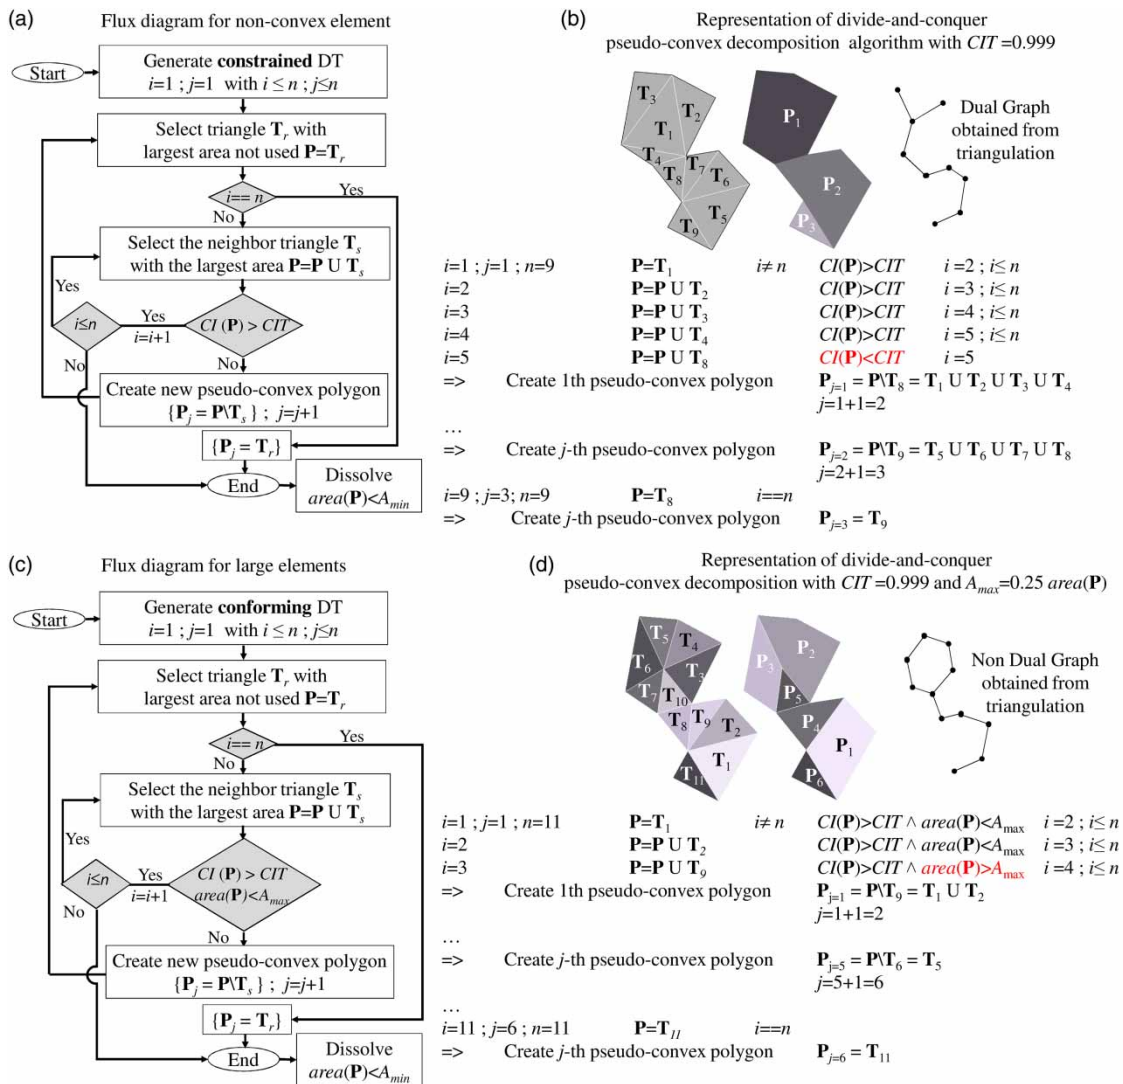 (a) Flux diagram for non-convex element
Start
Generate constrained DT
i=1 ; j=1 with i ≤ n ; j≤n
Select triangle Tr with
largest area not used P=Tr
i== n
Yes
No
Select the neighbor triangle Ts
with the largest area P=P U Ts
Yes
i≤n
Yes
i=i+1
CI (P) > CIT
No
No
Create new pseudo-convex polygon
{Pj = P\Ts } ; j=j+1
{Pj = Tr}
End
Dissolve
area(P)<Amin
(b) Representation of divide-and-conquer
pseudo-convex decomposition algorithm with CIT =0.999
T3
T2
T1
T4
T7
T8
T6
T5
T9
P1
P2
P3
Dual Graph
obtained from
triangulation
i=1 ; j=1 ; n=9 P=T1 i≠ n CI(P)>CIT i =2 ; i≤ n
i=2 P=P U T2 CI(P)>CIT i =3 ; i≤ n
i=3 P=P U T3 CI(P)>CIT i =4 ; i≤ n
i=4 P=P U T4 CI(P)>CIT i =5 ; i≤ n
i=5 P=P U T8 CI(P)<CIT i =5
=> Create 1th pseudo-convex polygon Pj=1 = P\T8 = T1 U T2 U T3 U T4
j=1+1=2
...
=> Create j-th pseudo-convex polygon Pj=2 = P\T9 = T5 U T6 U T7 U T8
j=2+1=3
i=9 ; j=3; n=9 P=T8 i==n
=> Create j-th pseudo-convex polygon Pj=3 = T9
(c) Flux diagram for large elements
Start
Generate conforming DT
i=1 ; j=1 with i ≤ n ; j≤n
Select triangle Tr with
largest area not used P=Tr
i== n
Yes
No
Select the neighbor triangle Ts
with the largest area P=P U Ts
Yes
i≤n
Yes
i=i+1
CI (P) > CIT
area(P)<Amax
No
No
Create new pseudo-convex polygon
{Pj = P\Ts } ; j=j+1
{Pj = Tr}
End
Dissolve
area(P)<Amin
(d) Representation of divide-and-conquer
pseudo-convex decomposition with CIT =0.999 and Amax=0.25 area(P)
T5
T4
T6
T3
T7
T10
T8
T9
T2
T1
T11
P3
P2
P5
P4
P1
P6
Non Dual Graph
obtained from
triangulation
i=1 ; j=1 ; n=11 P=T1 i≠ n CI(P)>CIT ∧ area(P)<Amax i =2 ; i≤ n
i=2 P=P U T2 CI(P)>CIT ∧ area(P)<Amax i =3 ; i≤ n
i=3 P=P U T9 CI(P)>CIT ∧ area(P)>Amax i=4 ; i≤ n
=> Create 1th pseudo-convex polygon Pj=1 = P\T9 = T1 U T2
j=1+1=2
...
=> Create j-th pseudo-convex polygon Pj=5 = P\T6 = T5
j=5+1=6
...
i=11 ; j=6 ; n=11 P=T11 i==n
=> Create j-th pseudo-convex polygon Pj=6 = T11